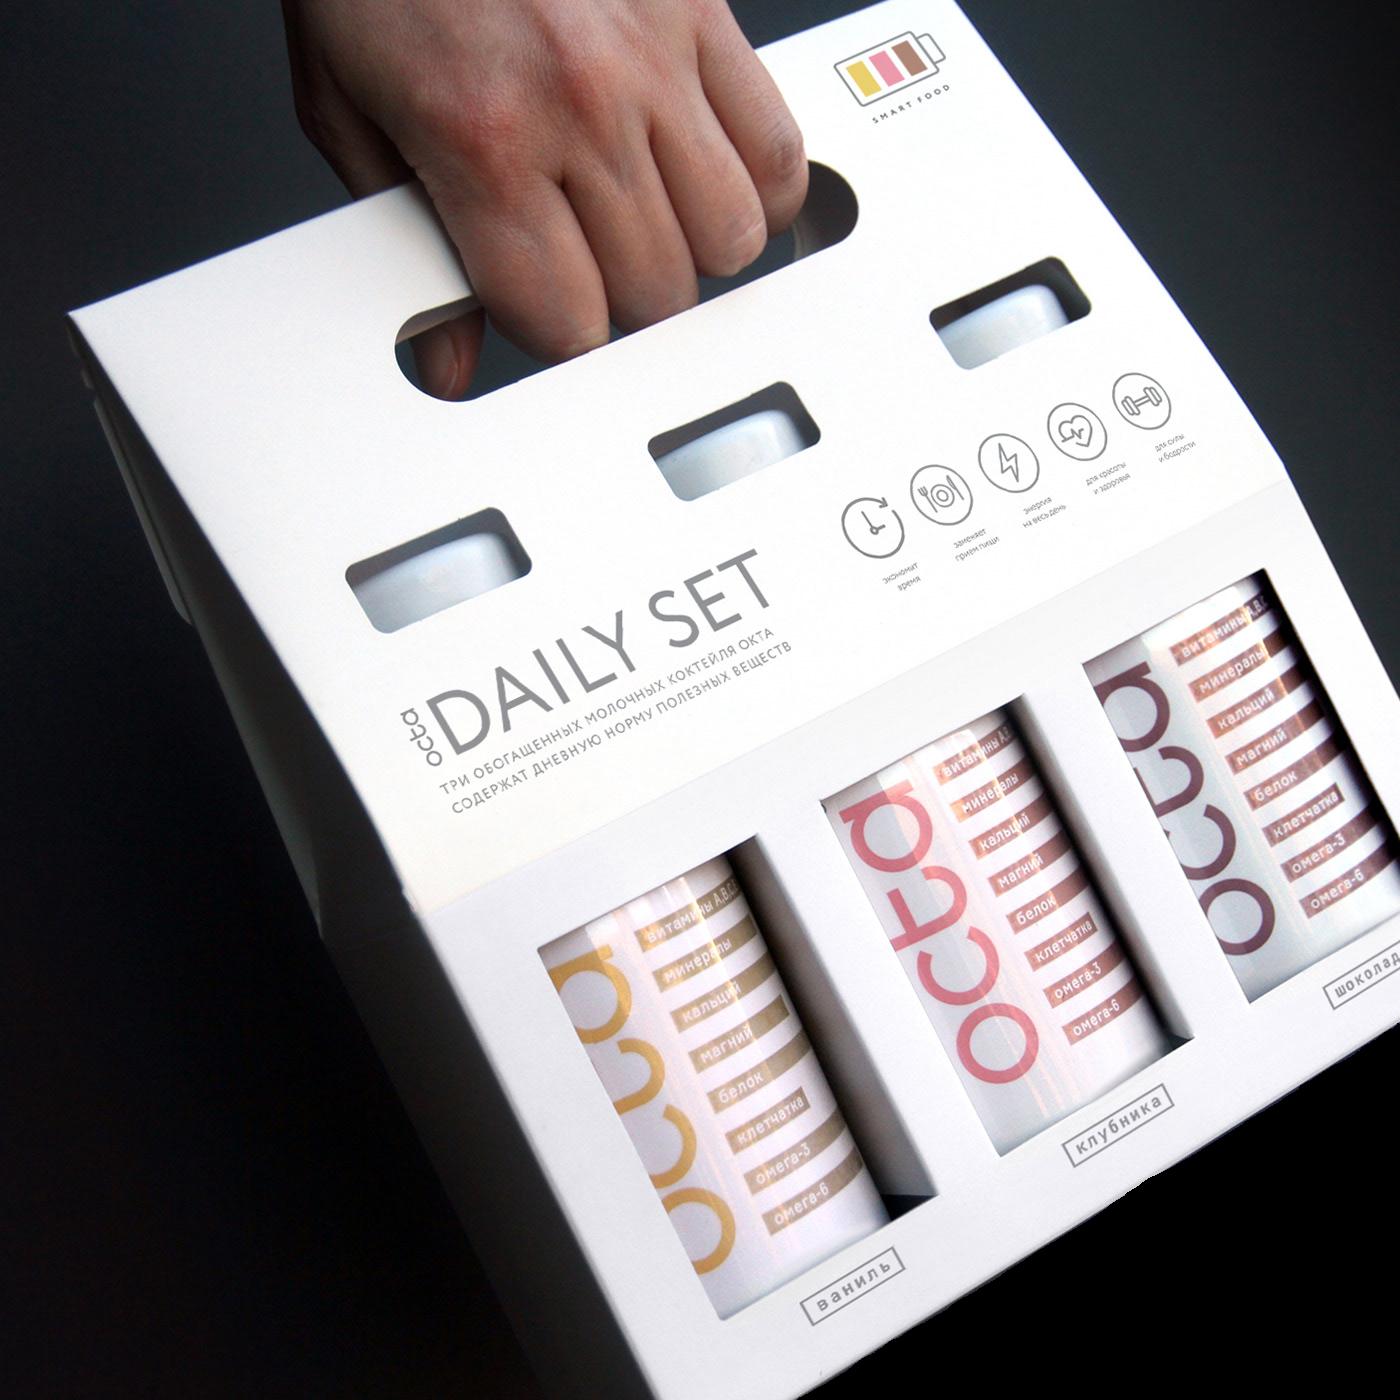 SMART FOOD
экономит
время
заменяет
прием пищи
энергия
на весь день
для красоты
и здоровья
для силы
и бодрости
octa
DAILY SET
ТРИ ОБОГАЩЕННЫХ МОЛОЧНЫХ КОКТЕЙЛЯ ОКТА
СОДЕРЖАТ ДНЕВНУЮ НОРМУ ПОЛЕЗНЫХ ВЕЩЕСТВ
octa
витамины A,B,C
минералы
кальций
магний
белок
клетчатка
омега-3
омега-6
ваниль
octa
витамины A,B
минералы
кальций
магний
белок
клетчатка
омега-3
омега-6
клубника
octa
витамины A,B,C
минералы
кальций
магний
белок
клетчатка
омега-3
омега-6
шоколад